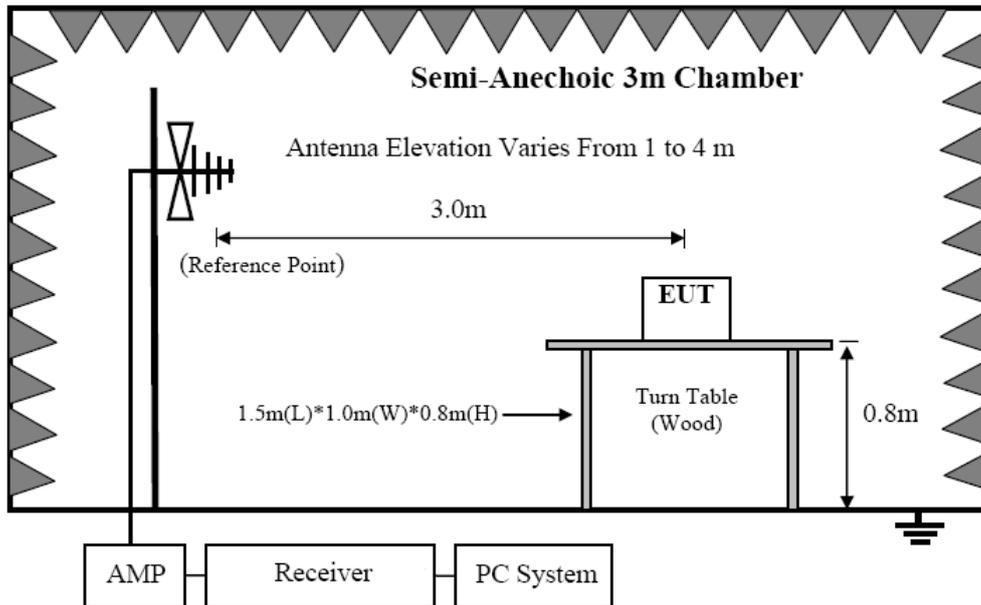 Semi-Anechoic 3m Chamber
Antenna Elevation Varies From 1 to 4 m
3.0m
(Reference Point)
EUT
1.5m(L)*1.0m(W)*0.8m(H)
Turn Table
(Wood)
0.8m
AMP
Receiver
PC System